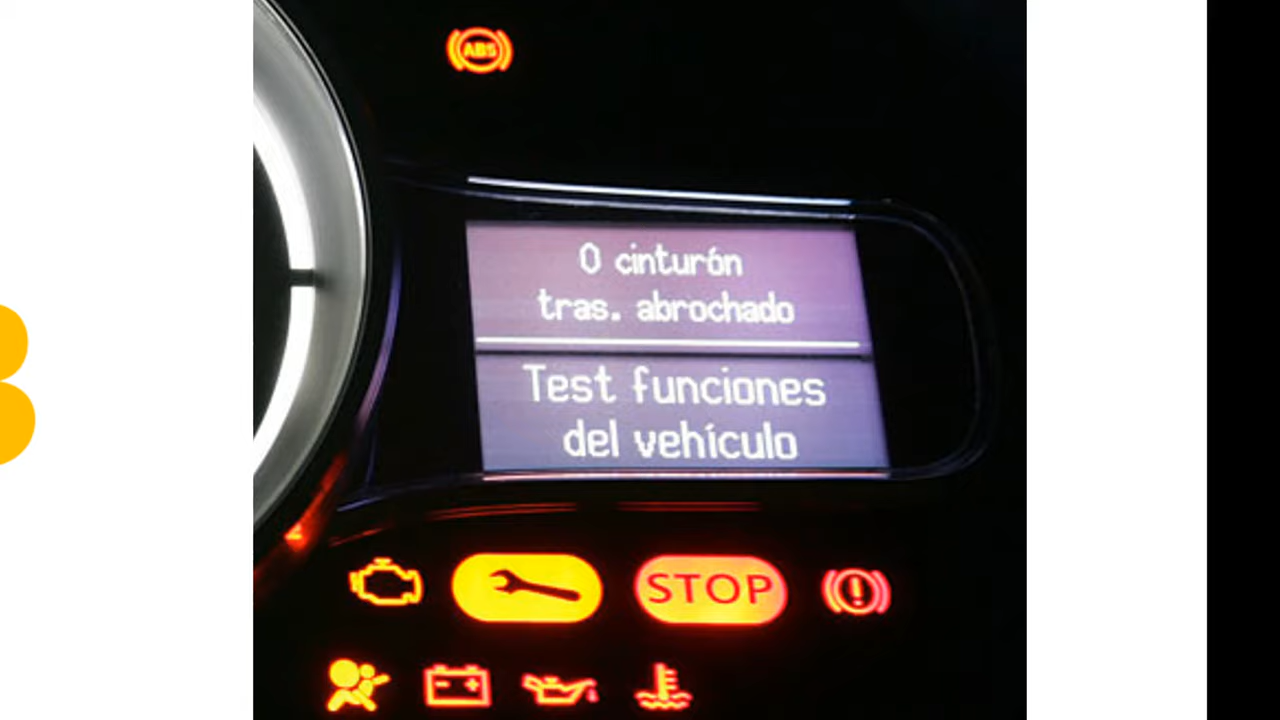 ABS
0 cinturón
tras. abrochado
Test funciones
del vehículo
STOP